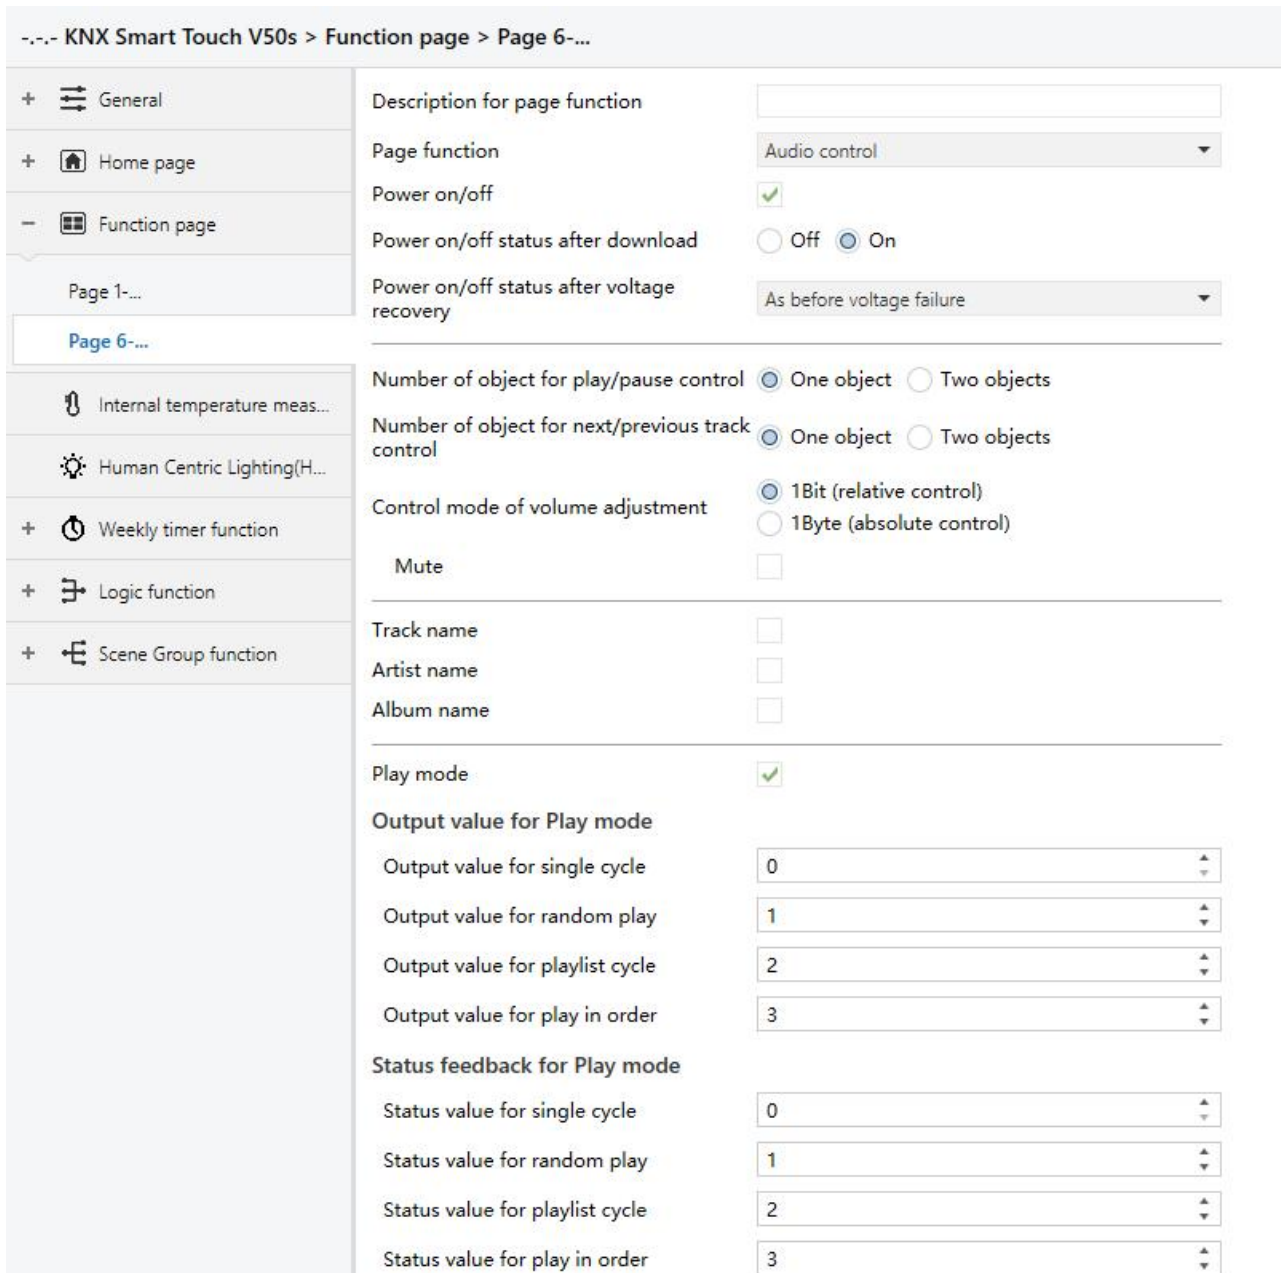 -.-.- KNX Smart Touch V50s > Function page > Page 6-...
+ General
+ Home page
– Function page
Page 1-...
Page 6-...
Internal temperature meas...
Human Centric Lighting(H...
+ Weekly timer function
+ Logic function
+ Scene Group function
Description for page function
Page function Audio control
Power on/off
Power on/off status after download Off On
Power on/off status after voltage
recovery As before voltage failure
Number of object for play/pause control One object Two objects
Number of object for next/previous track
control One object Two objects
Control mode of volume adjustment 1Bit (relative control)
1Byte (absolute control)
Mute
Track name
Artist name
Album name
Play mode
Output value for Play mode
Output value for single cycle 0
Output value for random play 1
Output value for playlist cycle 2
Output value for play in order 3
Status feedback for Play mode
Status value for single cycle 0
Status value for random play 1
Status value for playlist cycle 2
Status value for play in order 3